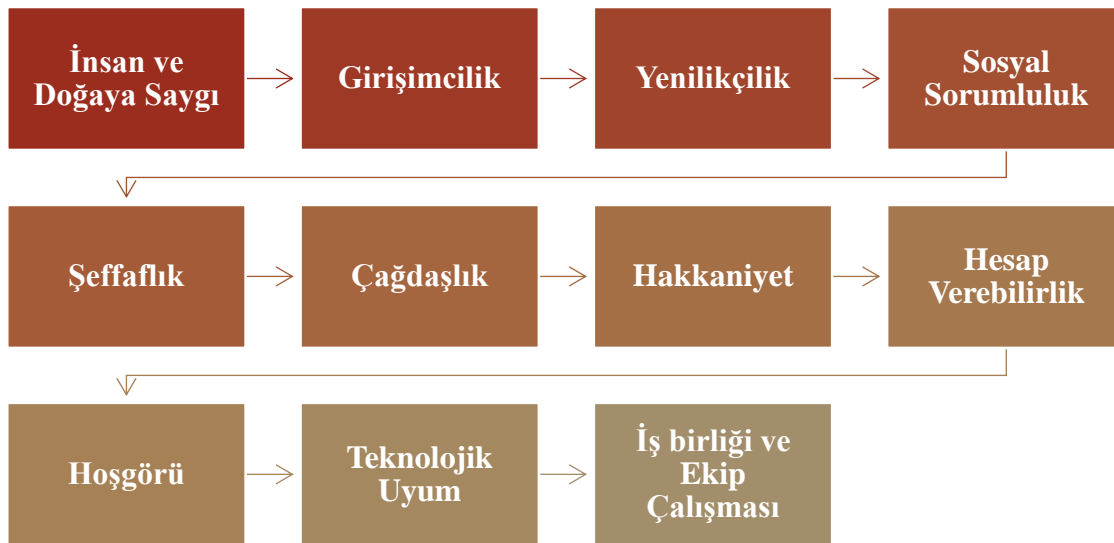 İnsan ve
Doğaya Saygı
Girişimcilik
Yenilikçilik
Sosyal
Sorumluluk
Şeffaflık
Çağdaşlık
Hakkaniyet
Hesap
Verebilirlik
Hoşgörü
Teknolojik
Uyum
İş birliği ve
Ekip
Çalışması